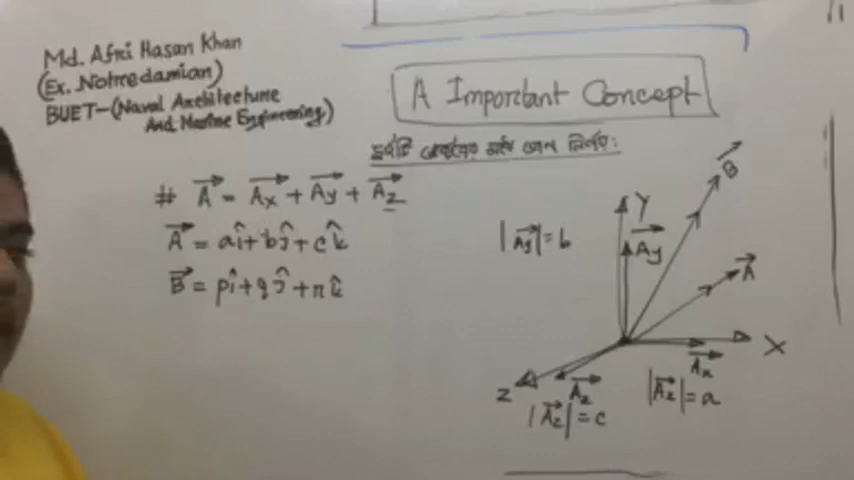 Md. Afri Hasan Khan
(Ex. Notredamian)
BUET-(Naval Architecture
And Marine Engineering)
A Important Concept
দুইটি ভেক্টরের মধ্যে কোন নির্ণয়:
# A⃗ = A⃗x + A⃗y + A⃗z
A⃗ = aî+bĵ+ck̂
B⃗ = pî+qĵ+rk̂
B⃗
Y
|A⃗y|= b
A⃗y
A⃗
X
A⃗x
Z
A⃗z
|A⃗x|= a
|A⃗z| = c